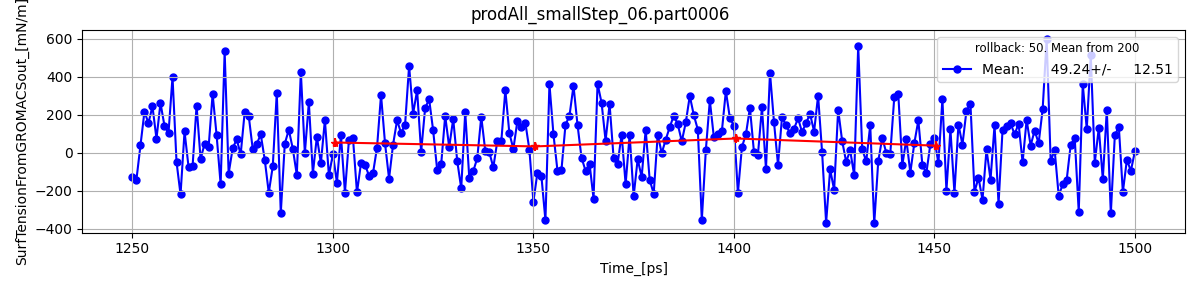 prodAll_smallStep_06.part0006
SurfTensionFromGROMACSout_[mN/m]
600
400
200
0
−200
−400
rollback: 50. Mean from 200
Mean: 49.24+/- 12.51
1250
1300
1350
1400
1450
1500
Time_[ps]